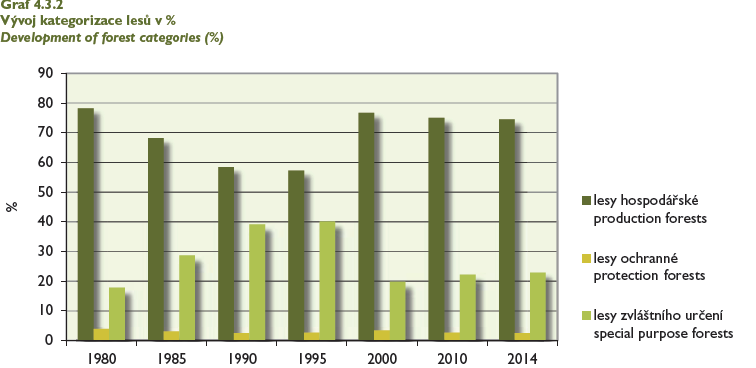 Graf 4.3.2
Vývoj kategorizace lesů v %
Development of forest categories (%)
90
80
70
60
50
40
30
20
10
0
%
1980 1985 1990 1995 2000 2010 2014
lesy hospodářské
production forests
lesy ochranné
protection forests
lesy zvláštního určení
special purpose forests